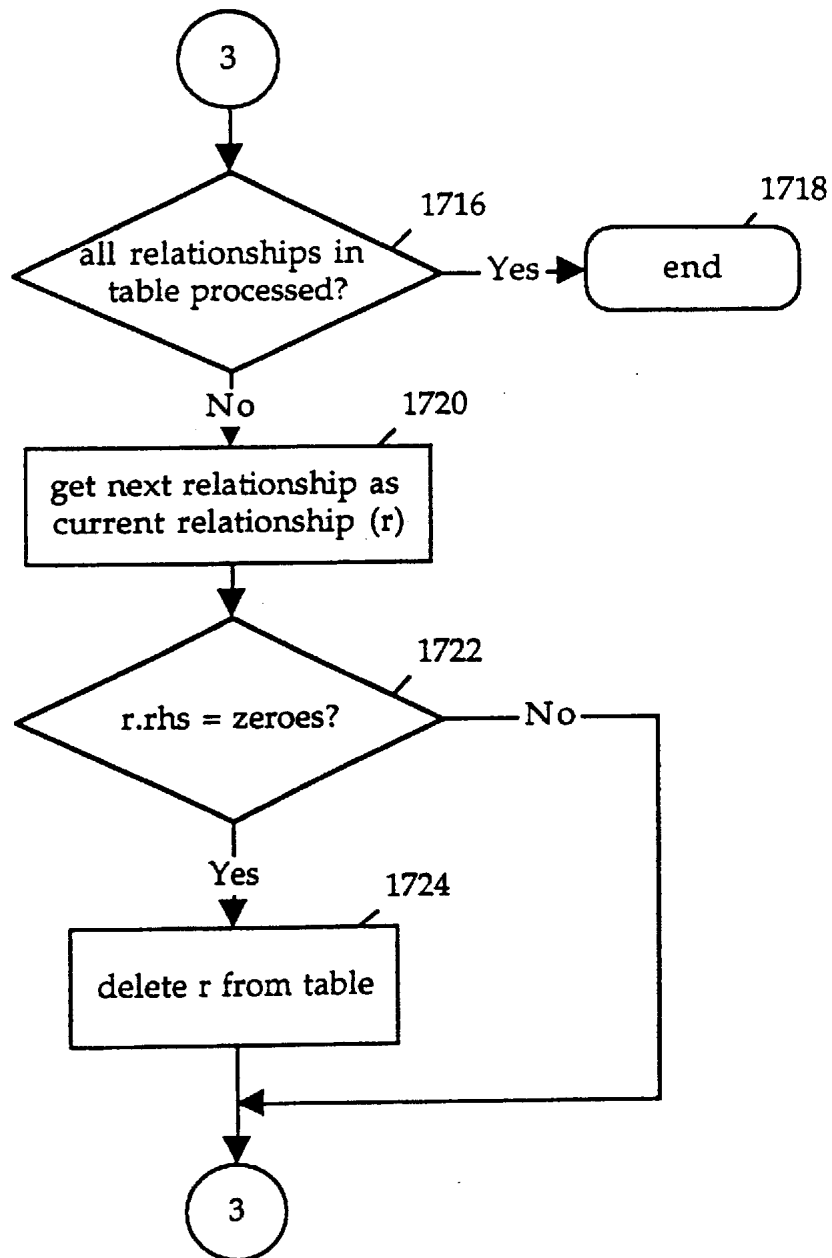 3
1716
all relationships in
table processed?
Yes
1718
end
No
1720
get next relationship as
current relationship (r)
1722
r.rhs = zeroes?
No
Yes
1724
delete r from table
3